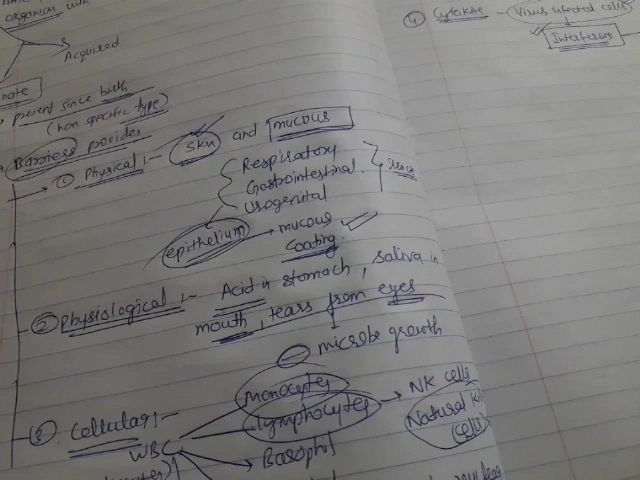 organism with
Acquired
nate
present since birth
(non specific type)
Barriers provides
① Physical :- Skin and mucous
Respiratory
Gastrointestinal
Urogenital
tract
epithelium → mucous
coating.
② physiological :- Acid in stomach, saliva in
mouth, tears from eyes
microbe growth
③ Cellular :-
WBC
Monocytes
Lymphocytes → NK cells
Natural Ki
(cells)
Basophil
④ Cytokine - Virus infected cells
Interferons